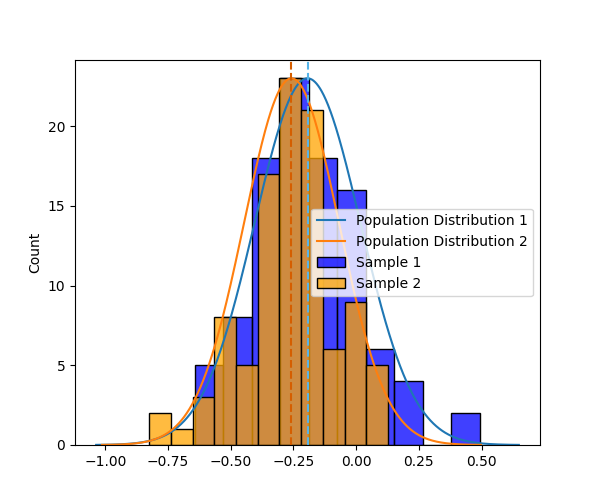 Count
20
15
10
5
0
Population Distribution 1
Population Distribution 2
Sample 1
Sample 2
−1.00 −0.75 −0.50 −0.25 0.00 0.25 0.50